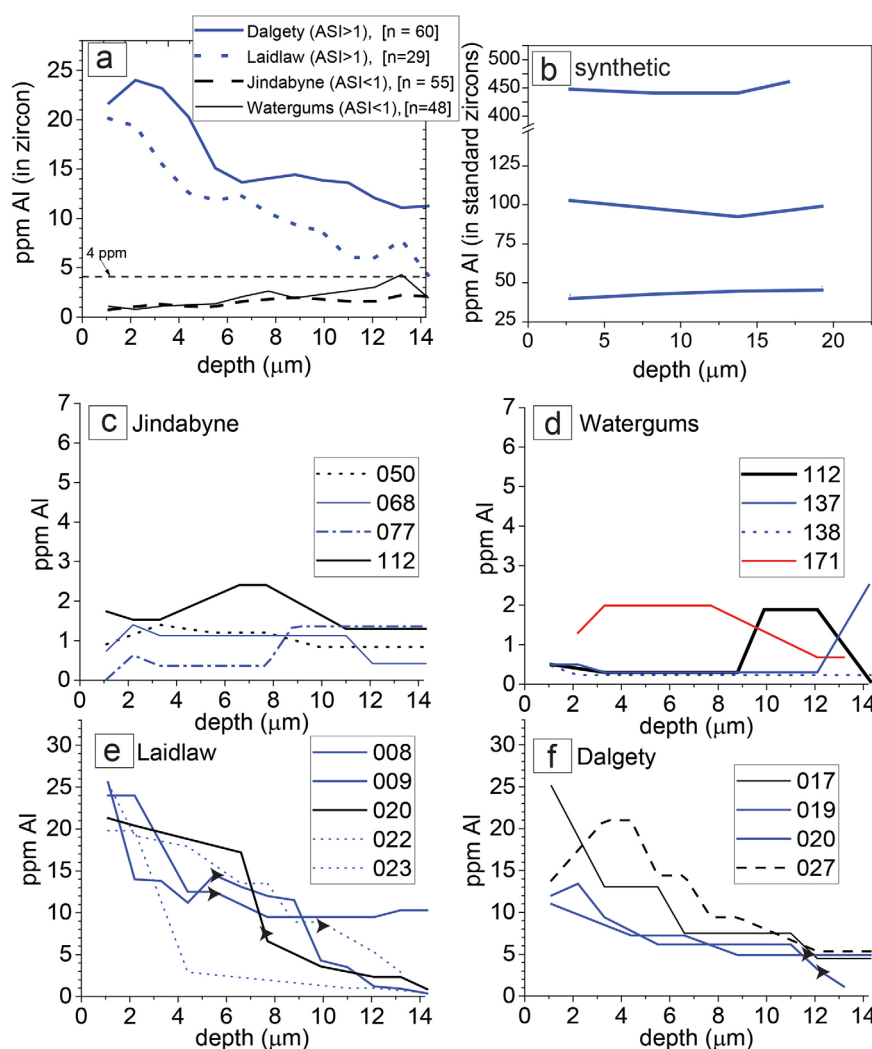 a
Dalgety (ASI>1), [n = 60]
Laidlaw (ASI>1), [n=29]
Jindabyne (ASI<1), [n = 55]
Watergums (ASI<1), [n=48]
ppm Al (in zircon)
25
20
15
10
5
0
4 ppm
0 2 4 6 8 10 12 14
depth (μm)
b synthetic
ppm Al (in standard zircons)
500
450
425
125
100
75
50
25
0 5 10 15 20
depth (μm)
c Jindabyne
050
068
077
112
ppm Al
7
6
5
4
3
2
1
0
0 2 4 6 8 10 12 14
depth (μm)
d Watergums
112
137
138
171
ppm Al
7
6
5
4
3
2
1
0
0 2 4 6 8 10 12 14
depth (μm)
e Laidlaw
008
009
020
022
023
ppm Al
30
25
20
15
10
5
0
0 2 4 6 8 10 12 14
depth (μm)
f Dalgety
017
019
020
027
ppm Al
30
25
20
15
10
5
0
0 2 4 6 8 10 12 14
depth (μm)